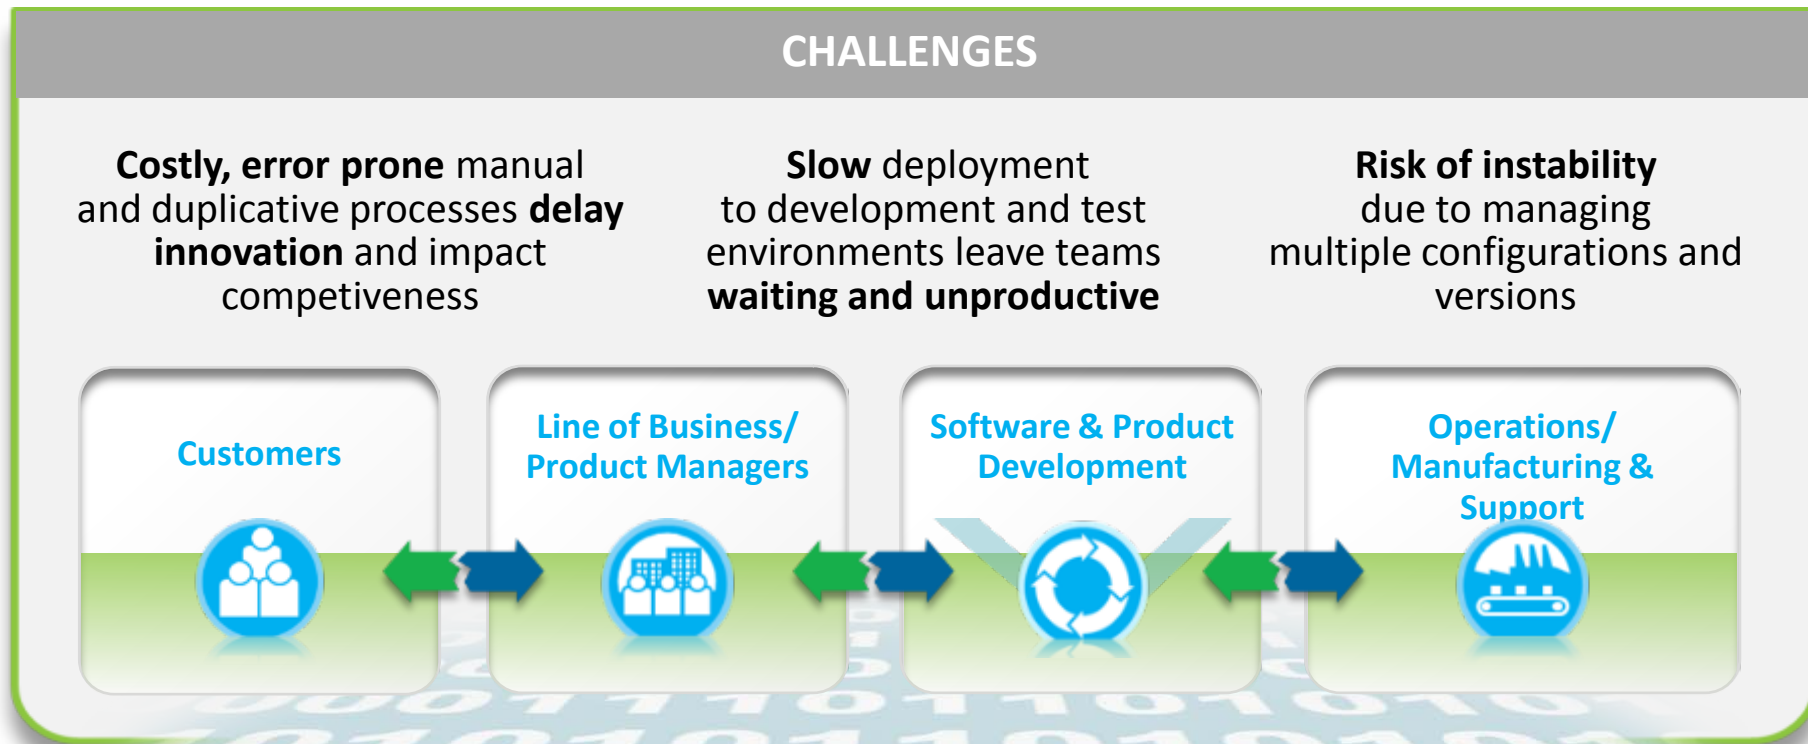 CHALLENGES
Costly, error prone manual
and duplicative processes delay
innovation and impact
competiveness
Slow deployment
to development and test
environments leave teams
waiting and unproductive
Risk of instability
due to managing
multiple configurations and
versions
Customers
Line of Business/
Product Managers
Software & Product
Development
Operations/
Manufacturing &
Support